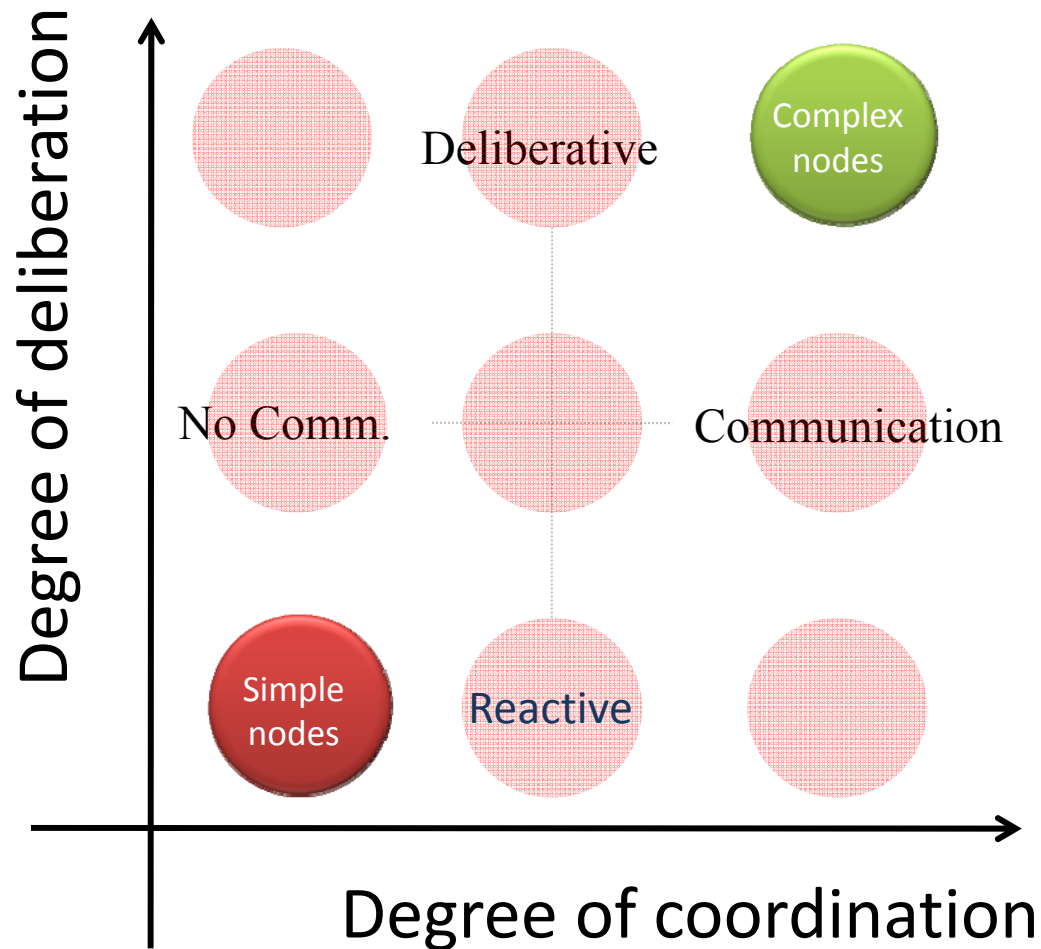 Degree of deliberation
Deliberative
Complex
nodes
No Comm.
Communication
Simple
nodes
Reactive
Degree of coordination